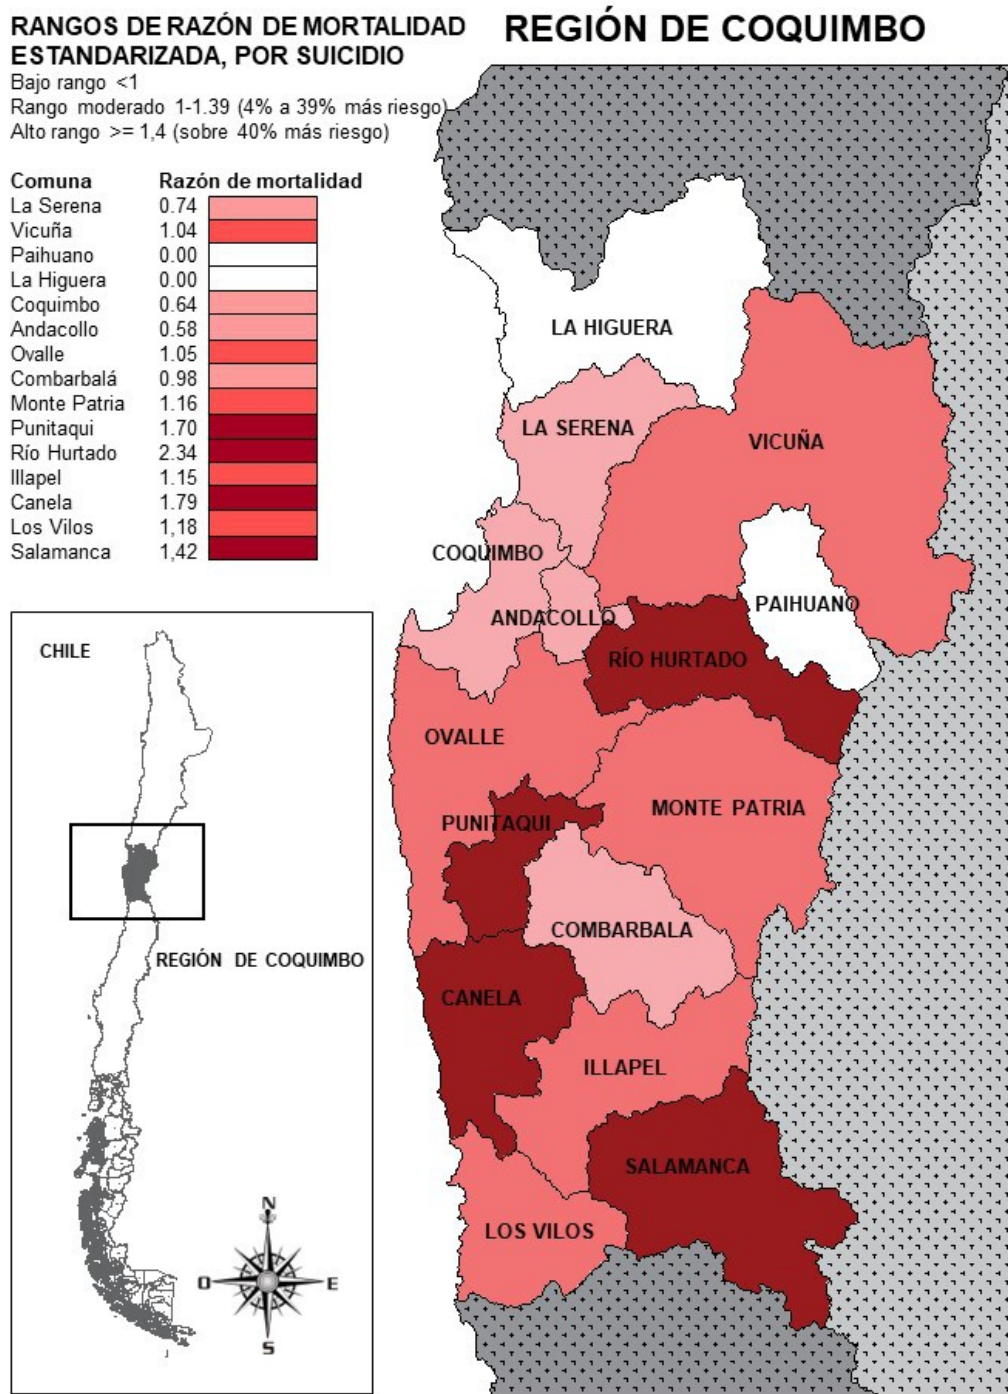 RANGOS DE RAZÓN DE MORTALIDAD
ESTANDARIZADA, POR SUICIDIO
Bajo rango <1
Rango moderado 1-1.39 (4% a 39% más riesgo)
Alto rango >= 1,4 (sobre 40% más riesgo)
REGIÓN DE COQUIMBO
Comuna Razón de mortalidad
La Serena 0.74
Vicuña 1.04
Paihuano 0.00
La Higuera 0.00
Coquimbo 0.64
Andacollo 0.58
Ovalle 1.05
Combarbalá 0.98
Monte Patria 1.16
Punitaqui 1.70
Río Hurtado 2.34
Illapel 1.15
Canela 1.79
Los Vilos 1,18
Salamanca 1,42
LA HIGUERA
LA SERENA
VICUÑA
COQUIMBO
PAIHUANO
ANDACOLLO
RÍO HURTADO
OVALLE
MONTE PATRIA
PUNITAQUI
COMBARBALA
CANELA
ILLAPEL
SALAMANCA
LOS VILOS
CHILE
REGIÓN DE COQUIMBO
N
O E
S